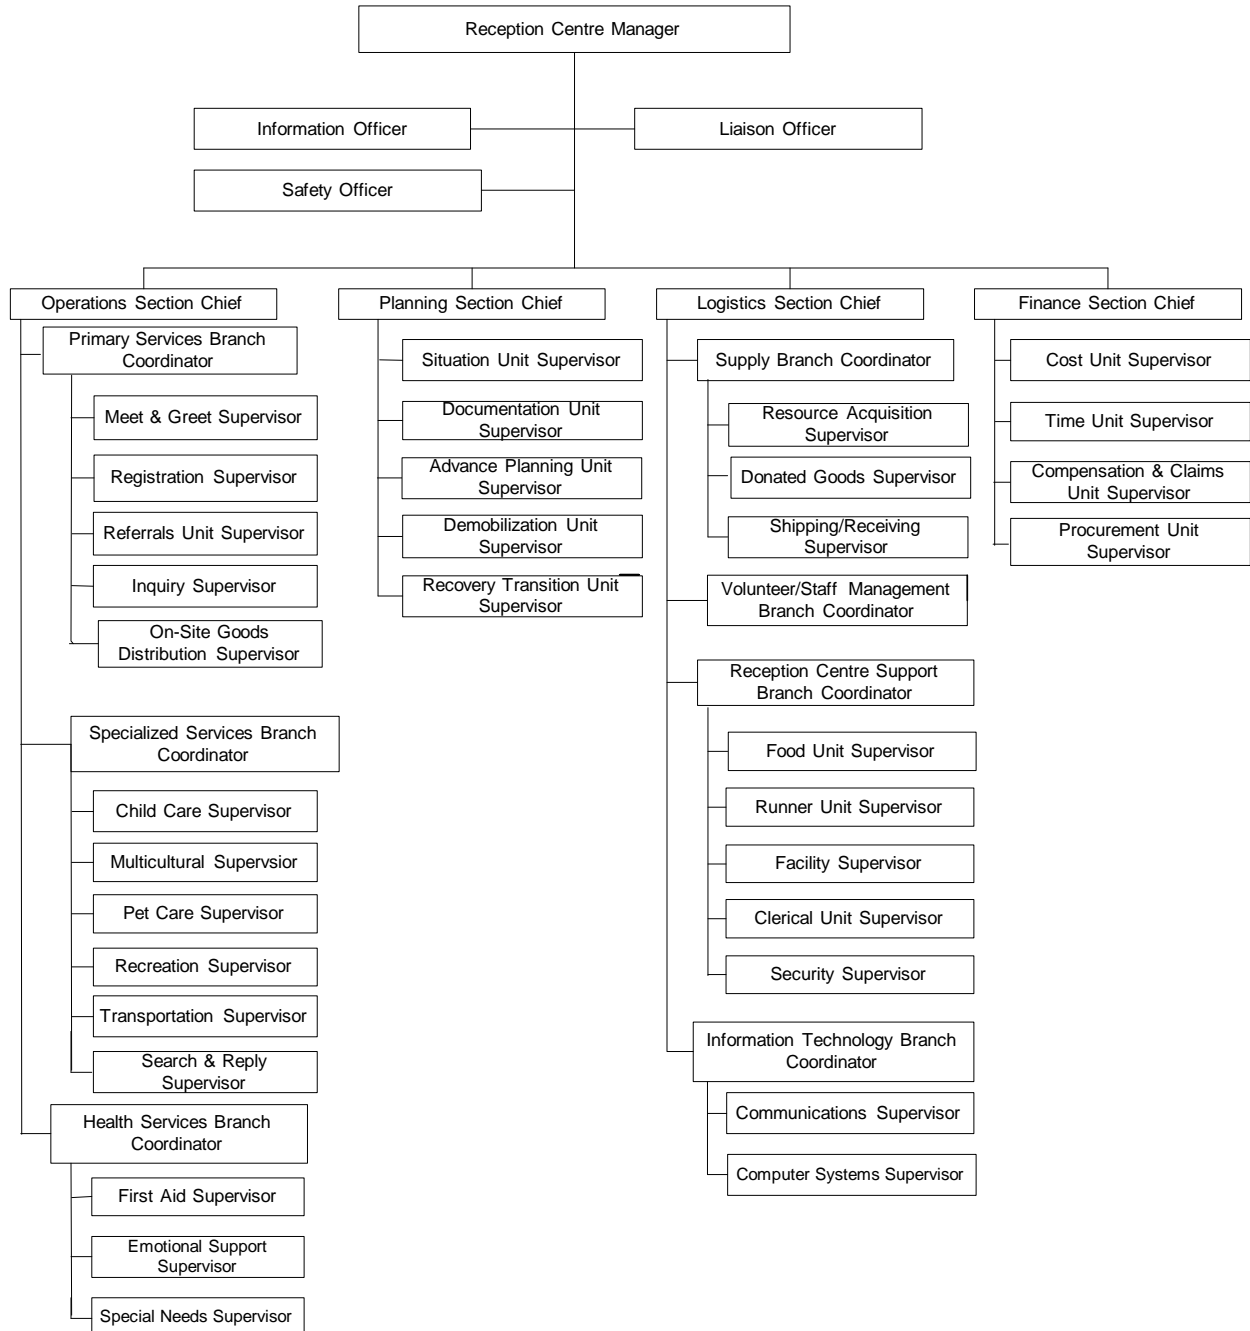 Reception Centre Manager
Information Officer
Liaison Officer
Safety Officer
Operations Section Chief
Primary Services Branch
Coordinator
Meet & Greet Supervisor
Registration Supervisor
Referrals Unit Supervisor
Inquiry Supervisor
On-Site Goods
Distribution Supervisor
Specialized Services Branch
Coordinator
Child Care Supervisor
Multicultural Supervsior
Pet Care Supervisor
Recreation Supervisor
Transportation Supervisor
Search & Reply
Supervisor
Health Services Branch
Coordinator
First Aid Supervisor
Emotional Support
Supervisor
Special Needs Supervisor
Planning Section Chief
Situation Unit Supervisor
Documentation Unit
Supervisor
Advance Planning Unit
Supervisor
Demobilization Unit
Supervisor
Recovery Transition Unit
Supervisor
Logistics Section Chief
Supply Branch Coordinator
Resource Acquisition
Supervisor
Donated Goods Supervisor
Shipping/Receiving
Supervisor
Volunteer/Staff Management
Branch Coordinator
Reception Centre Support
Branch Coordinator
Food Unit Supervisor
Runner Unit Supervisor
Facility Supervisor
Clerical Unit Supervisor
Security Supervisor
Information Technology Branch
Coordinator
Communications Supervisor
Computer Systems Supervisor
Finance Section Chief
Cost Unit Supervisor
Time Unit Supervisor
Compensation & Claims
Unit Supervisor
Procurement Unit
Supervisor